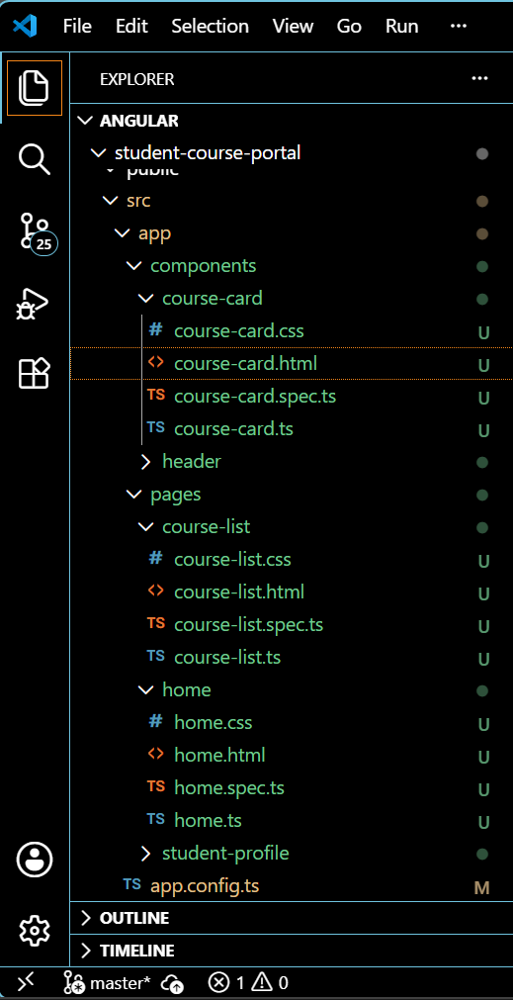 File Edit Selection View Go Run ···
EXPLORER ···
ANGULAR
student-course-portal
public
src
app
components
course-card
# course-card.css U
<> course-card.html U
TS course-card.spec.ts U
TS course-card.ts U
header
pages
course-list
# course-list.css U
<> course-list.html U
TS course-list.spec.ts U
TS course-list.ts U
home
# home.css U
<> home.html U
TS home.spec.ts U
TS home.ts U
student-profile
TS app.config.ts M
OUTLINE
TIMELINE
25
master* 1 0